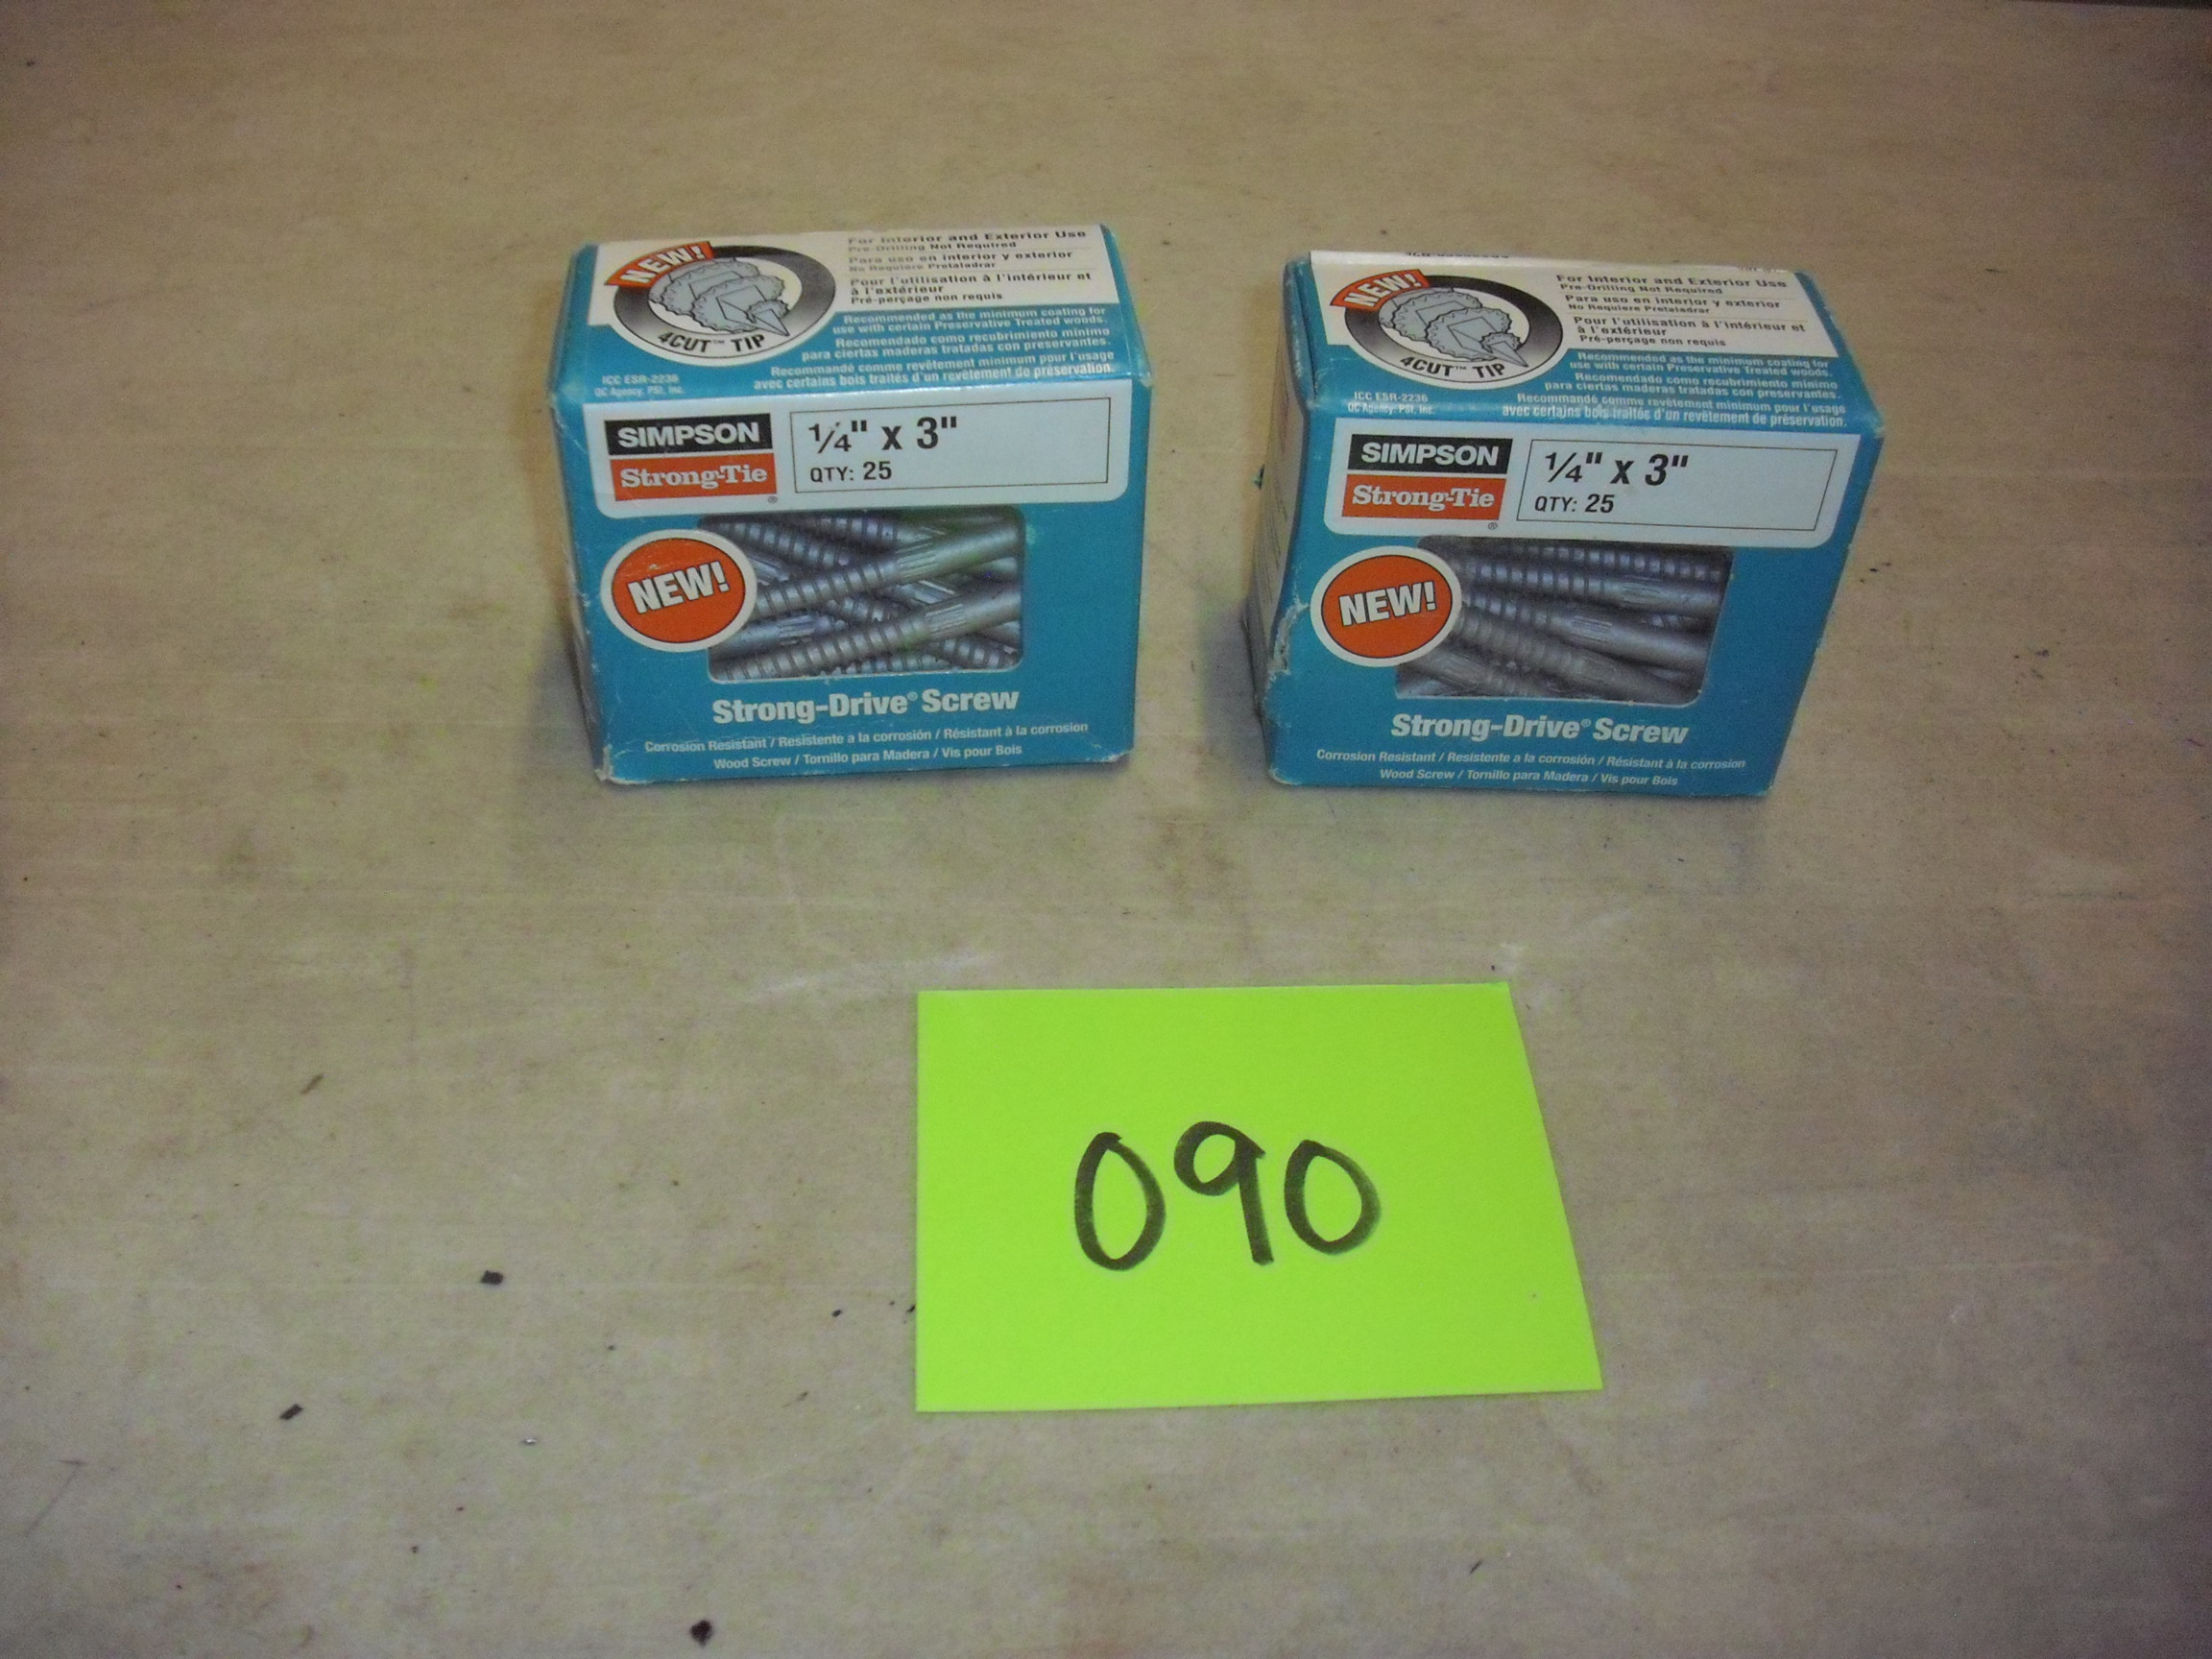 NEW!
4CUT™ TIP
For Interior and Exterior Use
Pre-Drilling Not Required
Para uso en interior y exterior
No Requiere Pretaladrar
Pour l'utilisation à l'intérieur et
à l'extérieur
Pré-perçage non requis
Recommended as the minimum coating for
use with certain Preservative Treated woods.
Recomendado como recubrimiento mínimo
para ciertas maderas tratadas con preservantes.
Recommandé comme revêtement minimum pour l'usage
avec certains bois traités d'un revêtement de préservation.
ICC ESR-2236
QC Agency: PSI, Inc.
SIMPSON
Strong-Tie®
1/4" x 3"
QTY: 25
NEW!
Strong-Drive® Screw
Corrosion Resistant / Resistente a la corrosión / Résistant à la corrosion
Wood Screw / Tornillo para Madera / Vis pour Bois
NEW!
4CUT™ TIP
For Interior and Exterior Use
Pre-Drilling Not Required
Para uso en interior y exterior
No Requiere Pretaladrar
Pour l'utilisation à l'intérieur et
à l'extérieur
Pré-perçage non requis
Recommended as the minimum coating for
use with certain Preservative Treated woods.
Recomendado como recubrimiento mínimo
para ciertas maderas tratadas con preservantes.
Recommandé comme revêtement minimum pour l'usage
avec certains bois traités d'un revêtement de préservation.
ICC ESR-2236
QC Agency: PSI, Inc.
SIMPSON
Strong-Tie®
1/4" x 3"
QTY: 25
NEW!
Strong-Drive® Screw
Corrosion Resistant / Resistente a la corrosión / Résistant à la corrosion
Wood Screw / Tornillo para Madera / Vis pour Bois
090